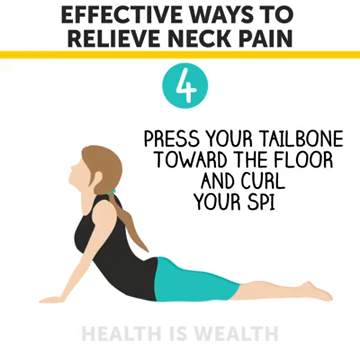 EFFECTIVE WAYS TO
RELIEVE NECK PAIN
4
PRESS YOUR TAILBONE
TOWARD THE FLOOR
AND CURL
YOUR SPI
HEALTH IS WEALTH